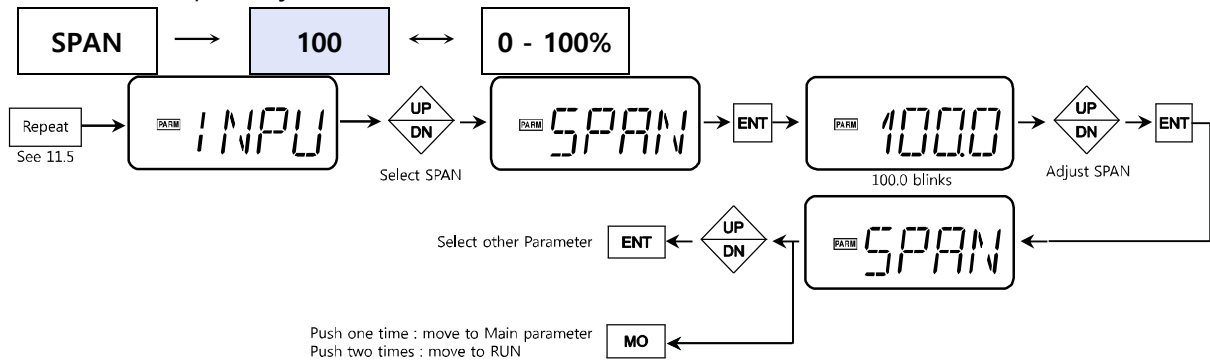 SPAN → 100 ↔ 0 - 100%
Repeat
See 11.5
PARM INPU
UP
DN
Select SPAN
PARM SPAN
ENT
PARM 100.0
100.0 blinks
UP
DN
Adjust SPAN
ENT
PARM SPAN
UP
DN
ENT
Select other Parameter
Push one time : move to Main parameter
Push two times : move to RUN
MO